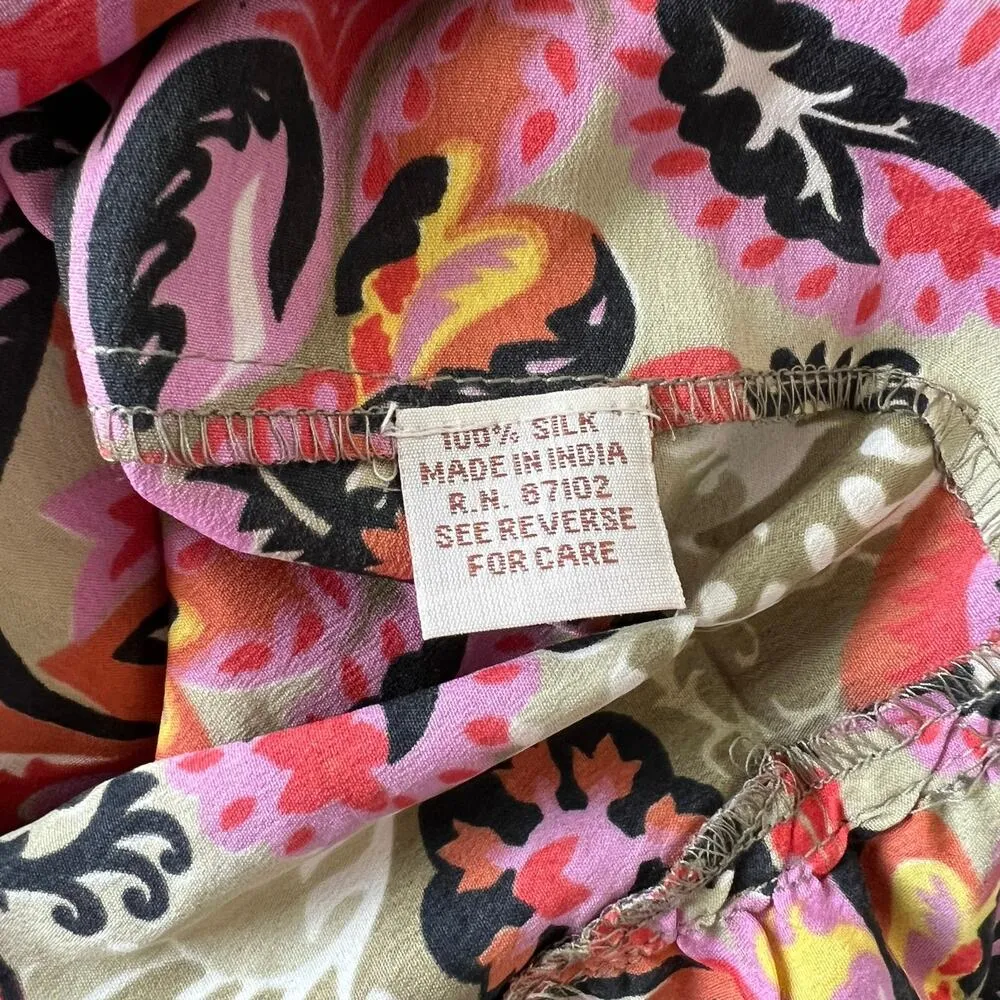 100% SILK
MADE IN INDIA
R.N. 67102
SEE REVERSE
FOR CARE